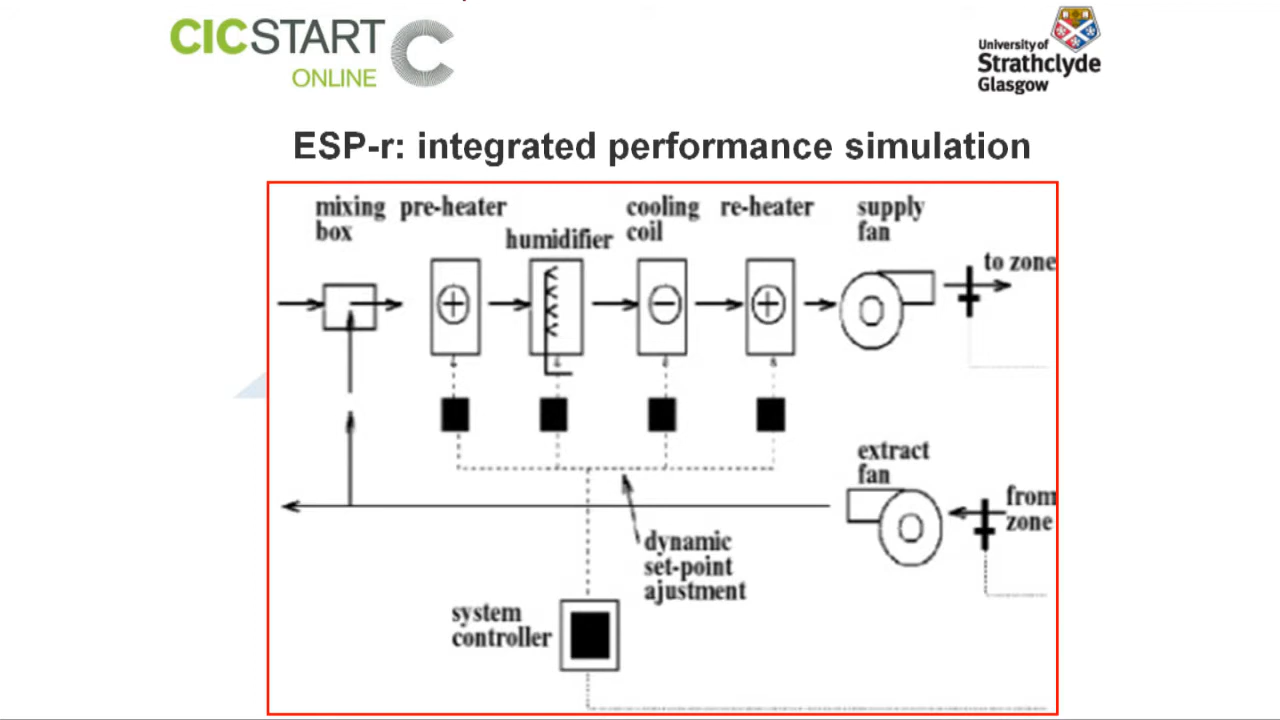 CICSTART
ONLINE
University of
Strathclyde
Glasgow
ESP-r: integrated performance simulation
mixing
box
pre-heater
humidifier
cooling
coil
re-heater
supply
fan
to zone
extract
fan
from
zone
dynamic
set-point
ajustment
system
controller